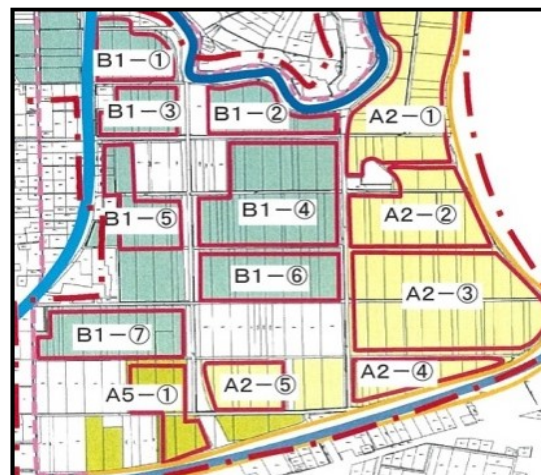 B1-①
B1-③
B1-②
A2-①
B1-⑤
B1-④
A2-②
B1-⑥
A2-③
B1-⑦
A5-①
A2-⑤
A2-④